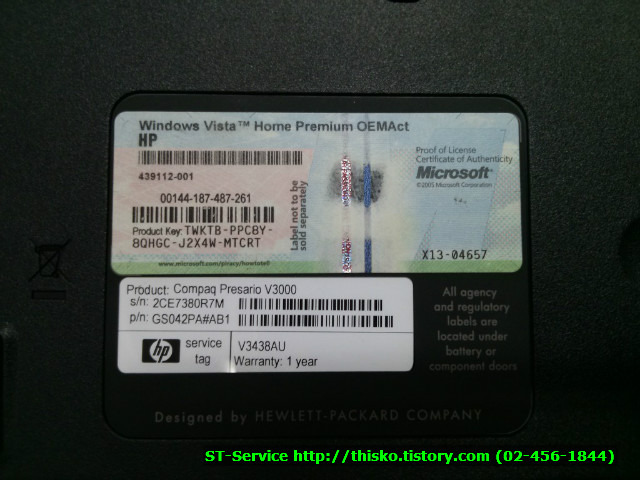 Windows Vista™ Home Premium OEMAct
HP
Proof of License
Certificate of Authenticity
Microsoft®
©2005 Microsoft Corporation
439112-001
00144-187-487-261
Label not to be
sold separately
Product Key: TWKTB-PPCBY-
8QHGC-J2X4W-MTCRT
www.microsoft.com/piracy/howtotell
X13-04657
Product: Compaq Presario V3000
s/n: 2CE7380R7M
p/n: GS042PA#AB1
hp
service
tag
V3438AU
Warranty: 1 year
All agency
and regulatory
labels are
located under
battery or
component doors
Designed by HEWLETT-PACKARD COMPANY
ST-Service http://thisko.tistory.com (02-456-1844)